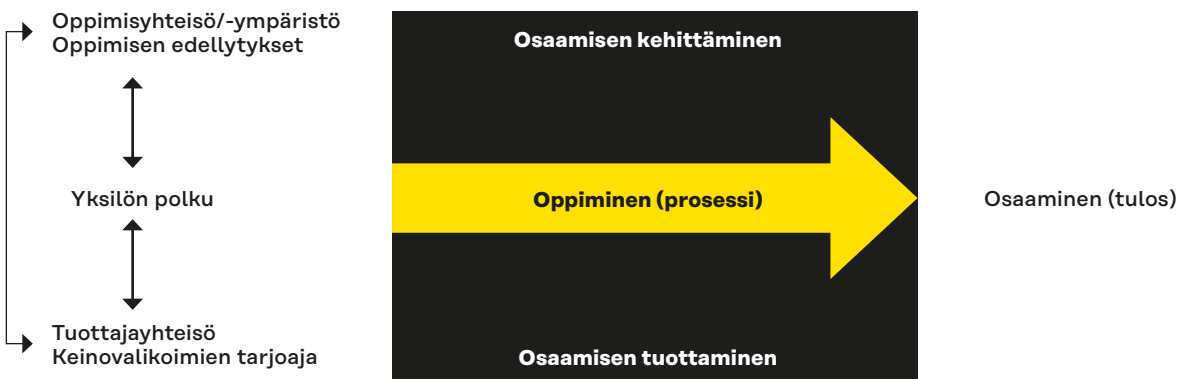 Oppimisyhteisö/-ympäristö
Oppimisen edellytykset
Osaamisen kehittäminen
Yksilön polku
Oppiminen (prosessi)
Osaaminen (tulos)
Tuottajayhteisö
Keinovalikoimien tarjoaja
Osaamisen tuottaminen